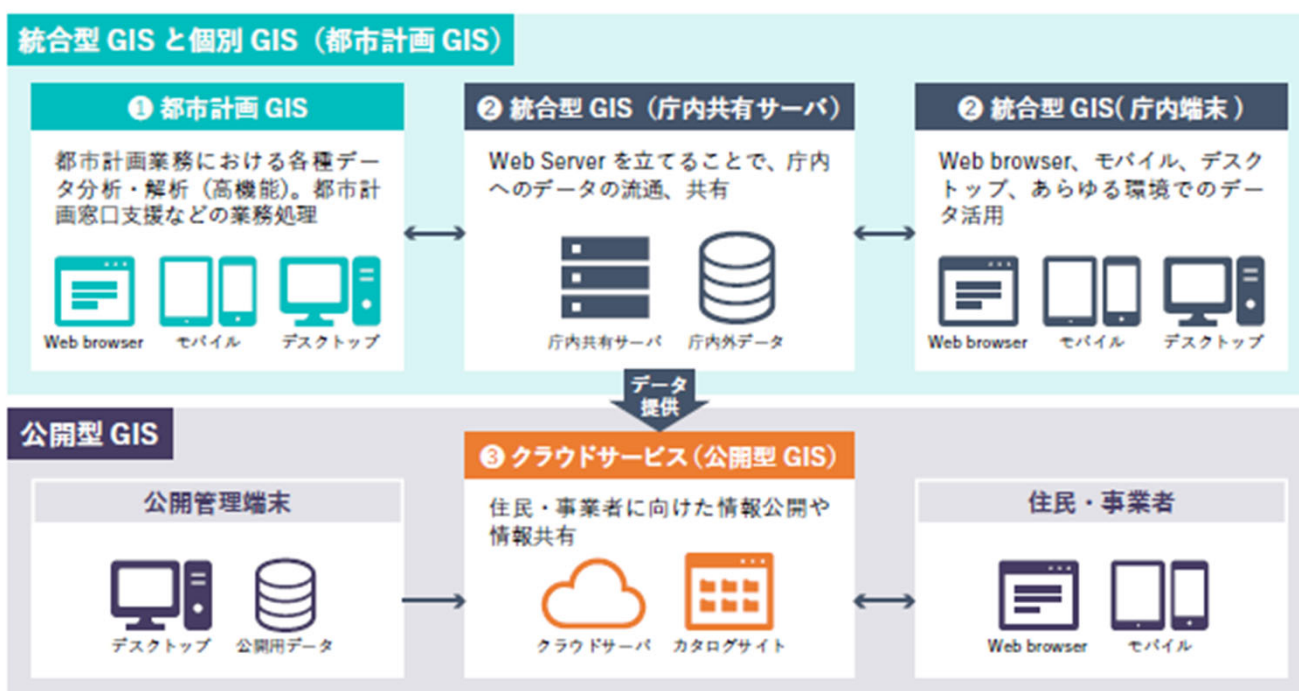 統合型 GIS と個別 GIS（都市計画 GIS）
❶ 都市計画 GIS
都市計画業務における各種デー
タ分析・解析（高機能）。都市計
画窓口支援などの業務処理
Web browser
モバイル
デスクトップ
❷ 統合型 GIS（庁内共有サーバ）
Web Server を立てることで、庁内
へのデータの流通、共有
庁内共有サーバ
庁内外データ
❷ 統合型 GIS( 庁内端末 )
Web browser、モバイル、デスク
トップ、あらゆる環境でのデー
タ活用
Web browser
モバイル
デスクトップ
データ
提供
公開型 GIS
公開管理端末
デスクトップ
公開用データ
❸ クラウドサービス（公開型 GIS）
住民・事業者に向けた情報公開や
情報共有
クラウドサーバ
カタログサイト
住民・事業者
Web browser
モバイル